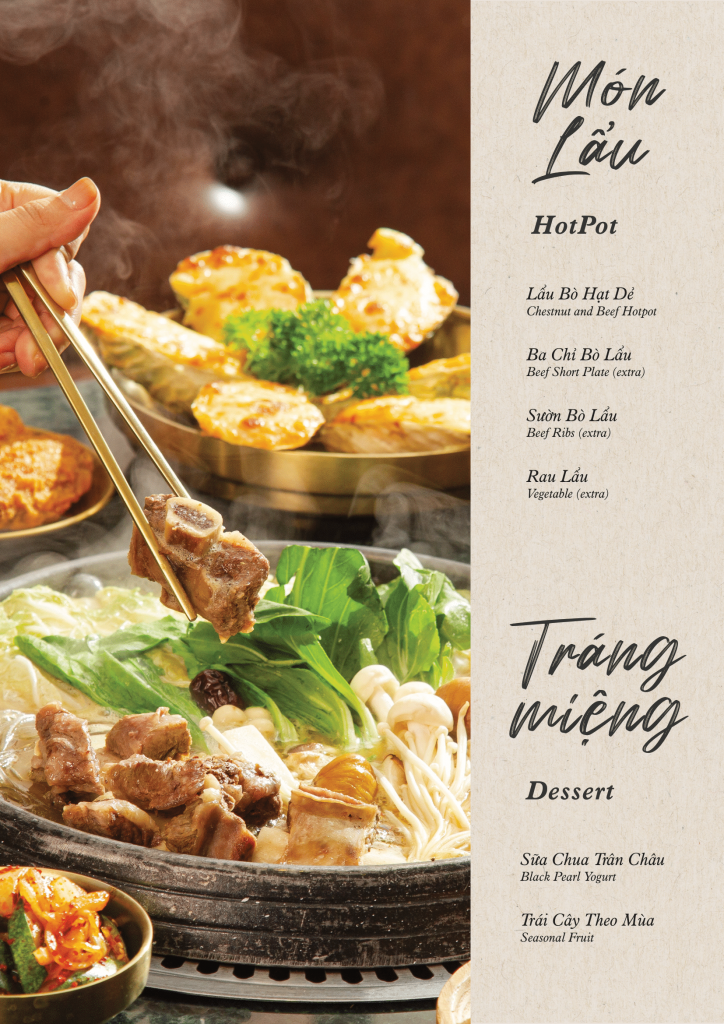 Món
Lẩu
HotPot
Lẩu Bò Hạt Dẻ
Chestnut and Beef Hotpot
Ba Chỉ Bò Lẩu
Beef Short Plate (extra)
Sườn Bò Lẩu
Beef Ribs (extra)
Rau Lẩu
Vegetable (extra)
Tráng
miệng
Dessert
Sữa Chua Trân Châu
Black Pearl Yogurt
Trái Cây Theo Mùa
Seasonal Fruit